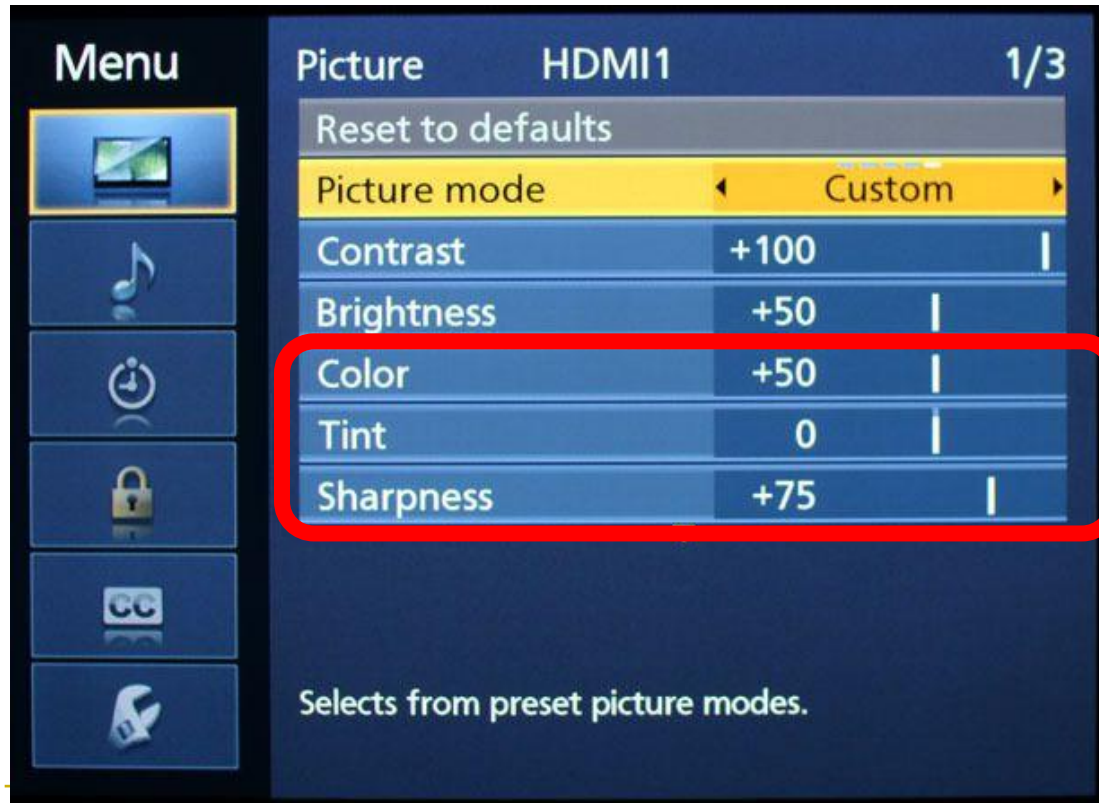 Menu
Picture HDMI1 1/3
Reset to defaults
Picture mode Custom
Contrast +100
Brightness +50
Color +50
Tint 0
Sharpness +75
CC
Selects from preset picture modes.